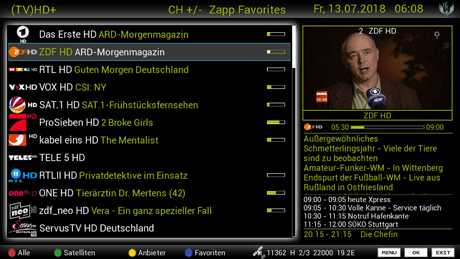 (TV)HD+ CH +/- Zapp Favorites Fr, 13.07.2018 06:08
Das Erste HD ARD-Morgenmagazin
ZDF HD ARD-Morgenmagazin
RTL HD Guten Morgen Deutschland
VOX HD CSI: NY
SAT.1 HD SAT.1-Frühstücksfernsehen
ProSieben HD 2 Broke Girls
kabel eins HD The Mentalist
TELE 5 HD
RTLII HD Privatdetektive im Einsatz
ONE HD Tierärztin Dr. Mertens (42)
zdf_neo HD Vera - Ein ganz spezieller Fall
ServusTV HD Deutschland
2 ZDF HD
ZDF HD
05:30 09:00
Außergewöhnliches
Schmetterlingsjahr - Viele der Tiere
sind zu beobachten
Amateur-Funker-WM - In Wittenberg
Endspurt der Fußball-WM - Live aus
Rußland in Ostfriesland
09:00 - 09:05 heute Xpress
09:05 - 10:30 Volle Kanne - Service täglich
10:30 - 11:15 Notruf Hafenkante
11:15 - 12:00 SOKO Stuttgart
20:15 - 21:15 Die Chefin
Alle Satelliten Anbieter Favoriten 11362 H 2/3 22000 19.2E MENU OK EXIT